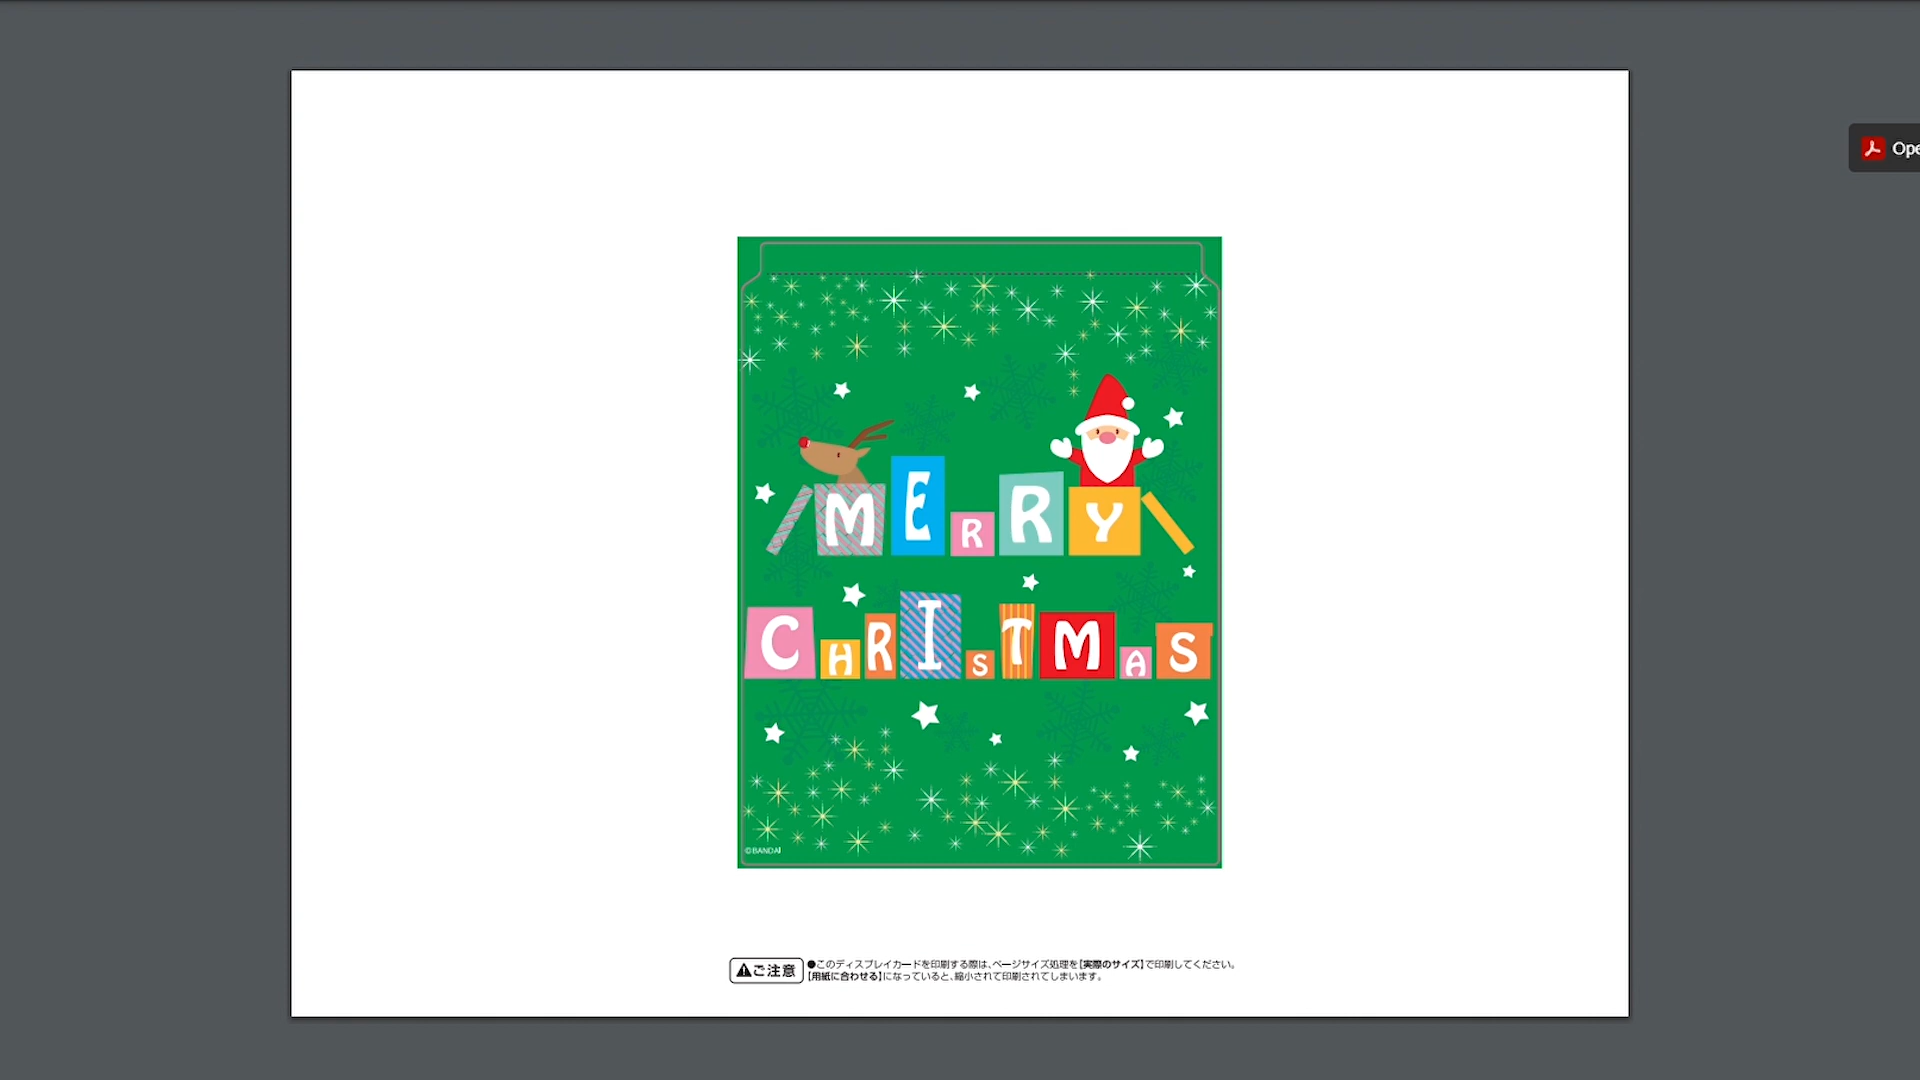 Ope
MERRY
CHRISTMAS
©BANDAI
ご注意
●このディスプレイカードを印刷する際は、ページサイズ処理を【実際のサイズ】で印刷してください。
【用紙に合わせる】になっていると、縮小されて印刷されてしまいます。